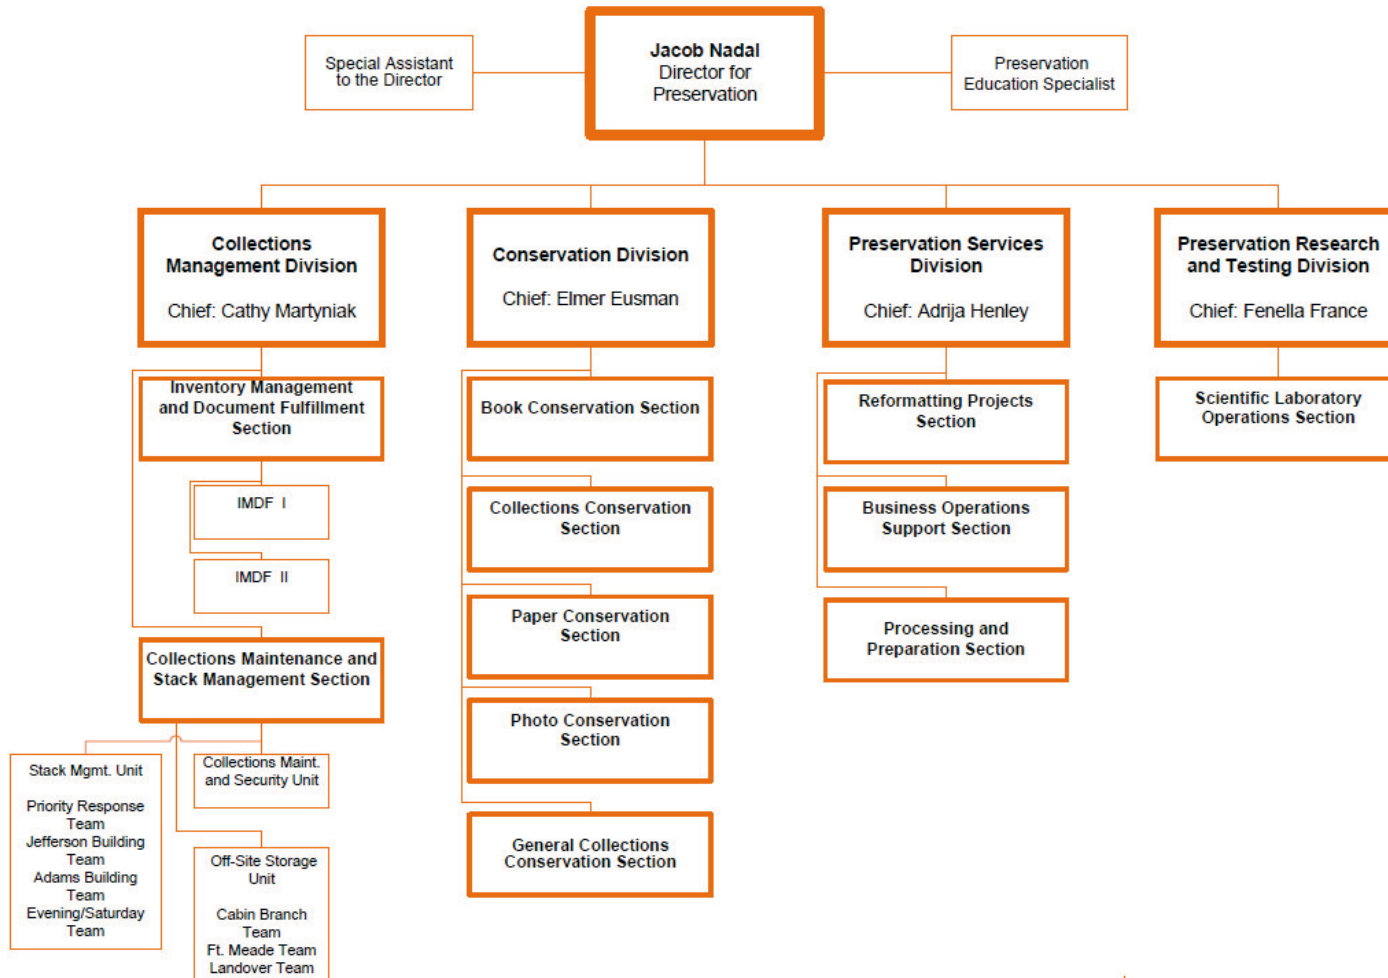 Jacob Nadal
Director for
Preservation
Special Assistant
to the Director
Preservation
Education Specialist
Collections
Management Division
Chief: Cathy Martyniak
Conservation Division
Chief: Elmer Eusman
Preservation Services
Division
Chief: Adrija Henley
Preservation Research
and Testing Division
Chief: Fenella France
Inventory Management
and Document Fulfillment
Section
IMDF I
IMDF II
Collections Maintenance and
Stack Management Section
Stack Mgmt. Unit
Priority Response
Team
Jefferson Building
Team
Adams Building
Team
Evening/Saturday
Team
Collections Maint.
and Security Unit
Off-Site Storage
Unit
Cabin Branch
Team
Ft. Meade Team
Landover Team
Book Conservation Section
Collections Conservation
Section
Paper Conservation
Section
Photo Conservation
Section
General Collections
Conservation Section
Reformatting Projects
Section
Business Operations
Support Section
Processing and
Preparation Section
Scientific Laboratory
Operations Section